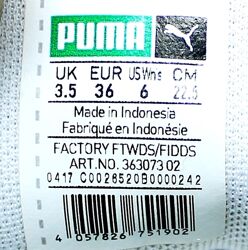 PUMA
UK EUR US Wns CM
3.5 36 6 22.5
Made in Indonesia
Fabriqué en Indonésie
FACTORY FTWDS/FIDDS
ART.NO. 363073 02
0417 C0026520B0000242
4 057826 751902